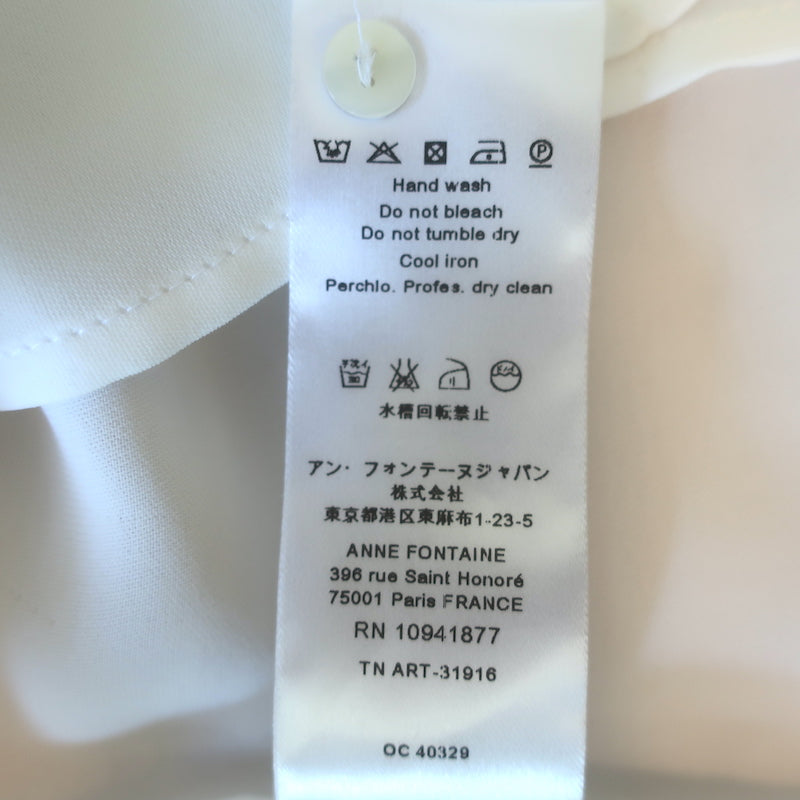 P
Hand wash
Do not bleach
Do not tumble dry
Cool iron
Perchlo. Profes. dry clean
水槽回転禁止
アン・フォンテーヌジャパン
株式会社
東京都港区東麻布1-23-5
ANNE FONTAINE
396 rue Saint Honoré
75001 Paris FRANCE
RN 10941877
TN ART-31916
OC 40329